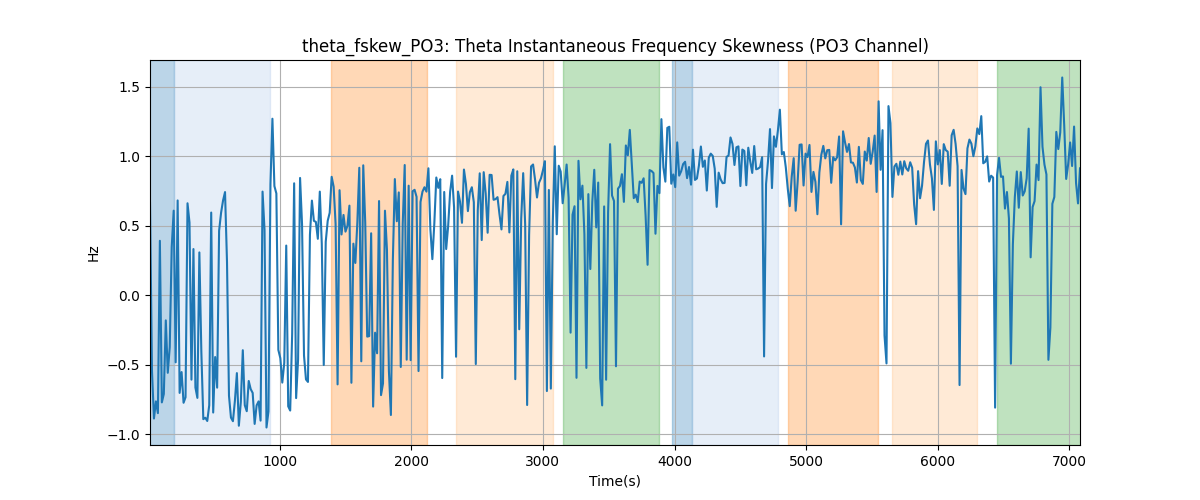 theta_fskew_PO3: Theta Instantaneous Frequency Skewness (PO3 Channel)
1.5
1.0
0.5
0.0
−0.5
−1.0
Hz
1000 2000 3000 4000 5000 6000 7000
Time(s)